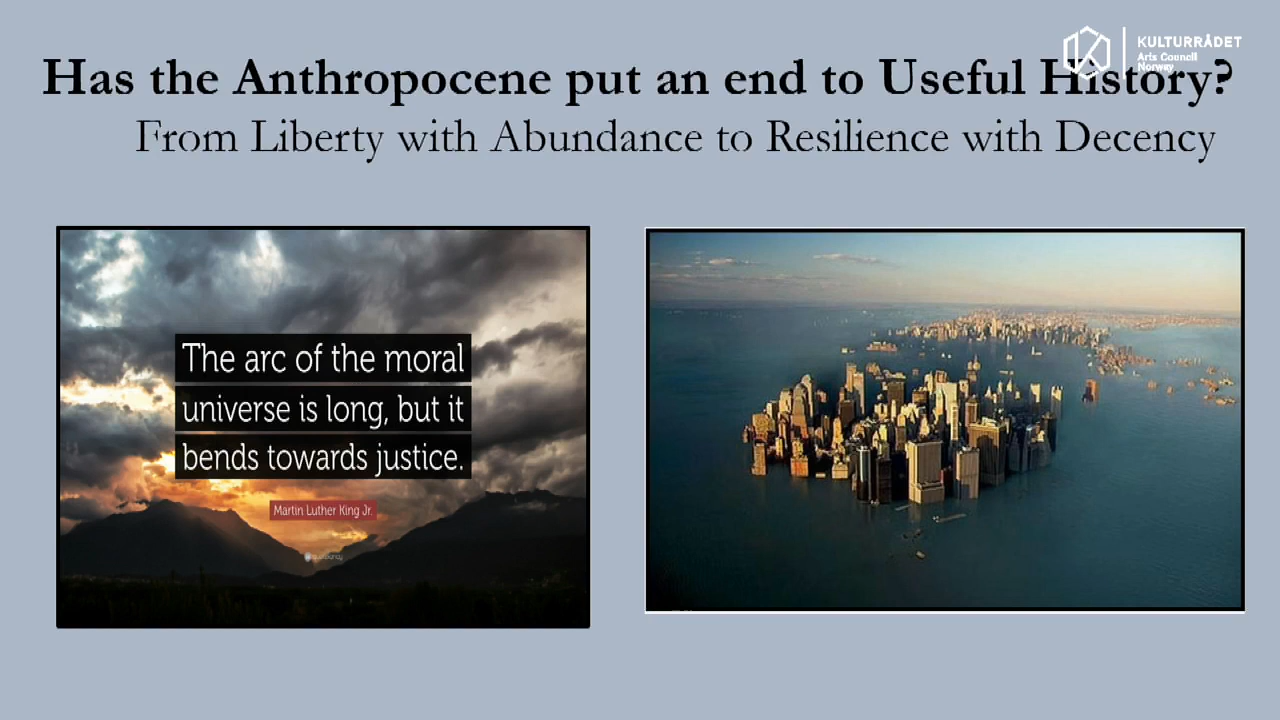 KULTURRÅDET
Arts Council
Norway
Has the Anthropocene put an end to Useful History?
From Liberty with Abundance to Resilience with Decency
The arc of the moral
universe is long, but it
bends towards justice.
Martin Luther King Jr.